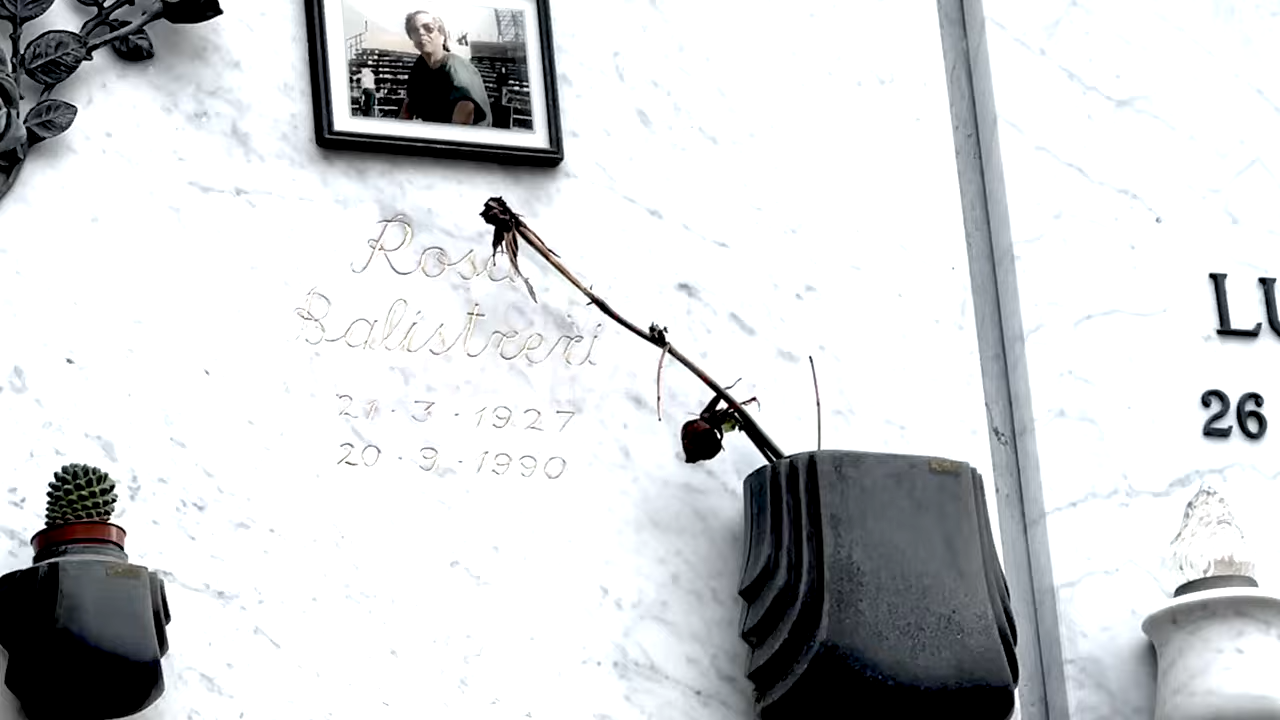 Rosa
Balistreri
21 · 3 · 1927
20 · 9 · 1990
LU
26